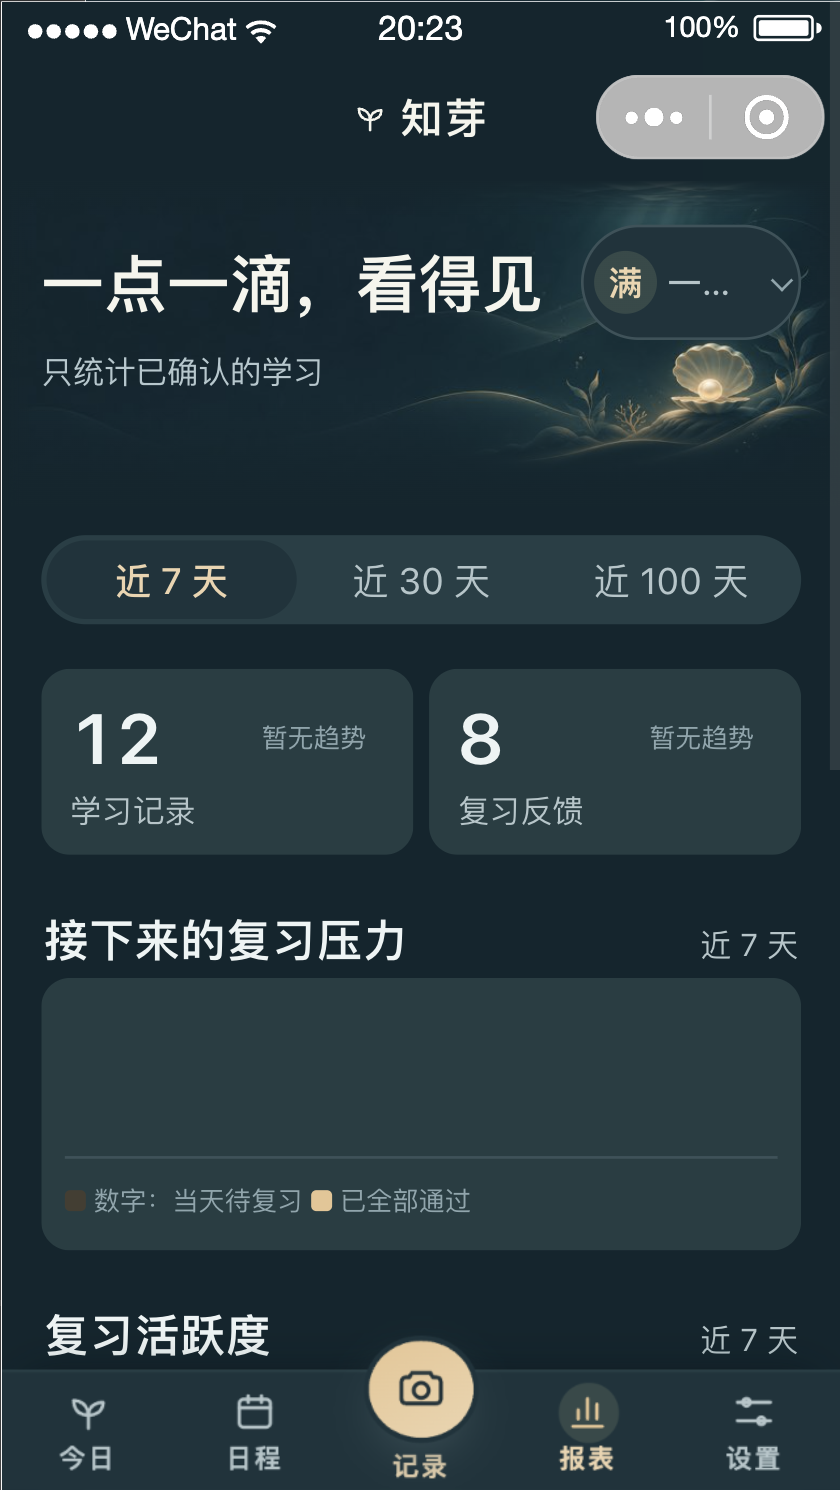 WeChat 20:23 100%
知芽
一点一滴，看得见
满 一...
只统计已确认的学习
近 7 天 近 30 天 近 100 天
12 暂无趋势
学习记录
8 暂无趋势
复习反馈
接下来的复习压力 近 7 天
数字：当天待复习 已全部通过
复习活跃度 近 7 天
今日 日程 记录 报表 设置